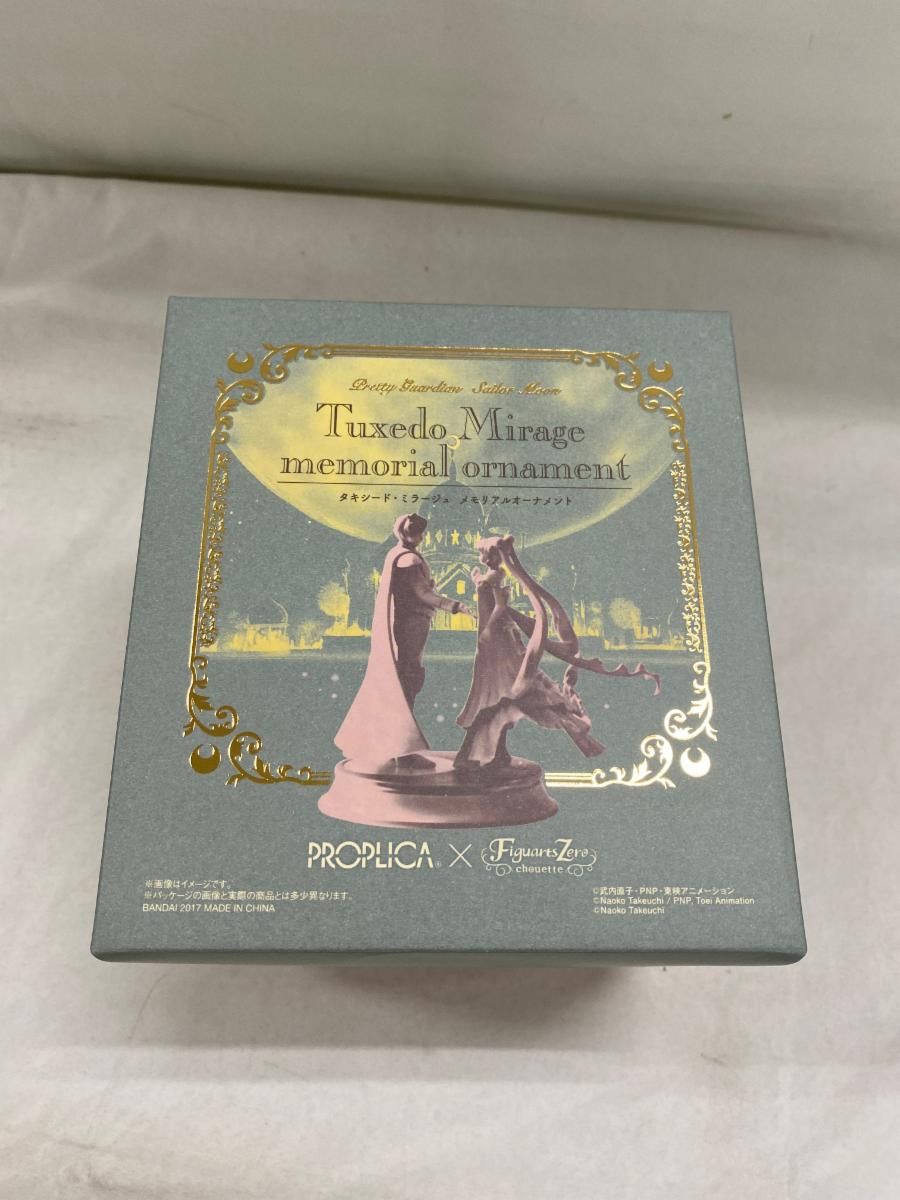 Pretty Guardian Sailor Moon
Tuxedo Mirage
memorial ornament
タキシード・ミラージュ メモリアルオーナメント
PROPLICA® × FiguartsZero
chouette
※画像はイメージです。
※パッケージの画像と実際の商品とは多少異なります。
BANDAI 2017 MADE IN CHINA
©武内直子・PNP・東映アニメーション
©Naoko Takeuchi / PNP, Toei Animation
©Naoko Takeuchi